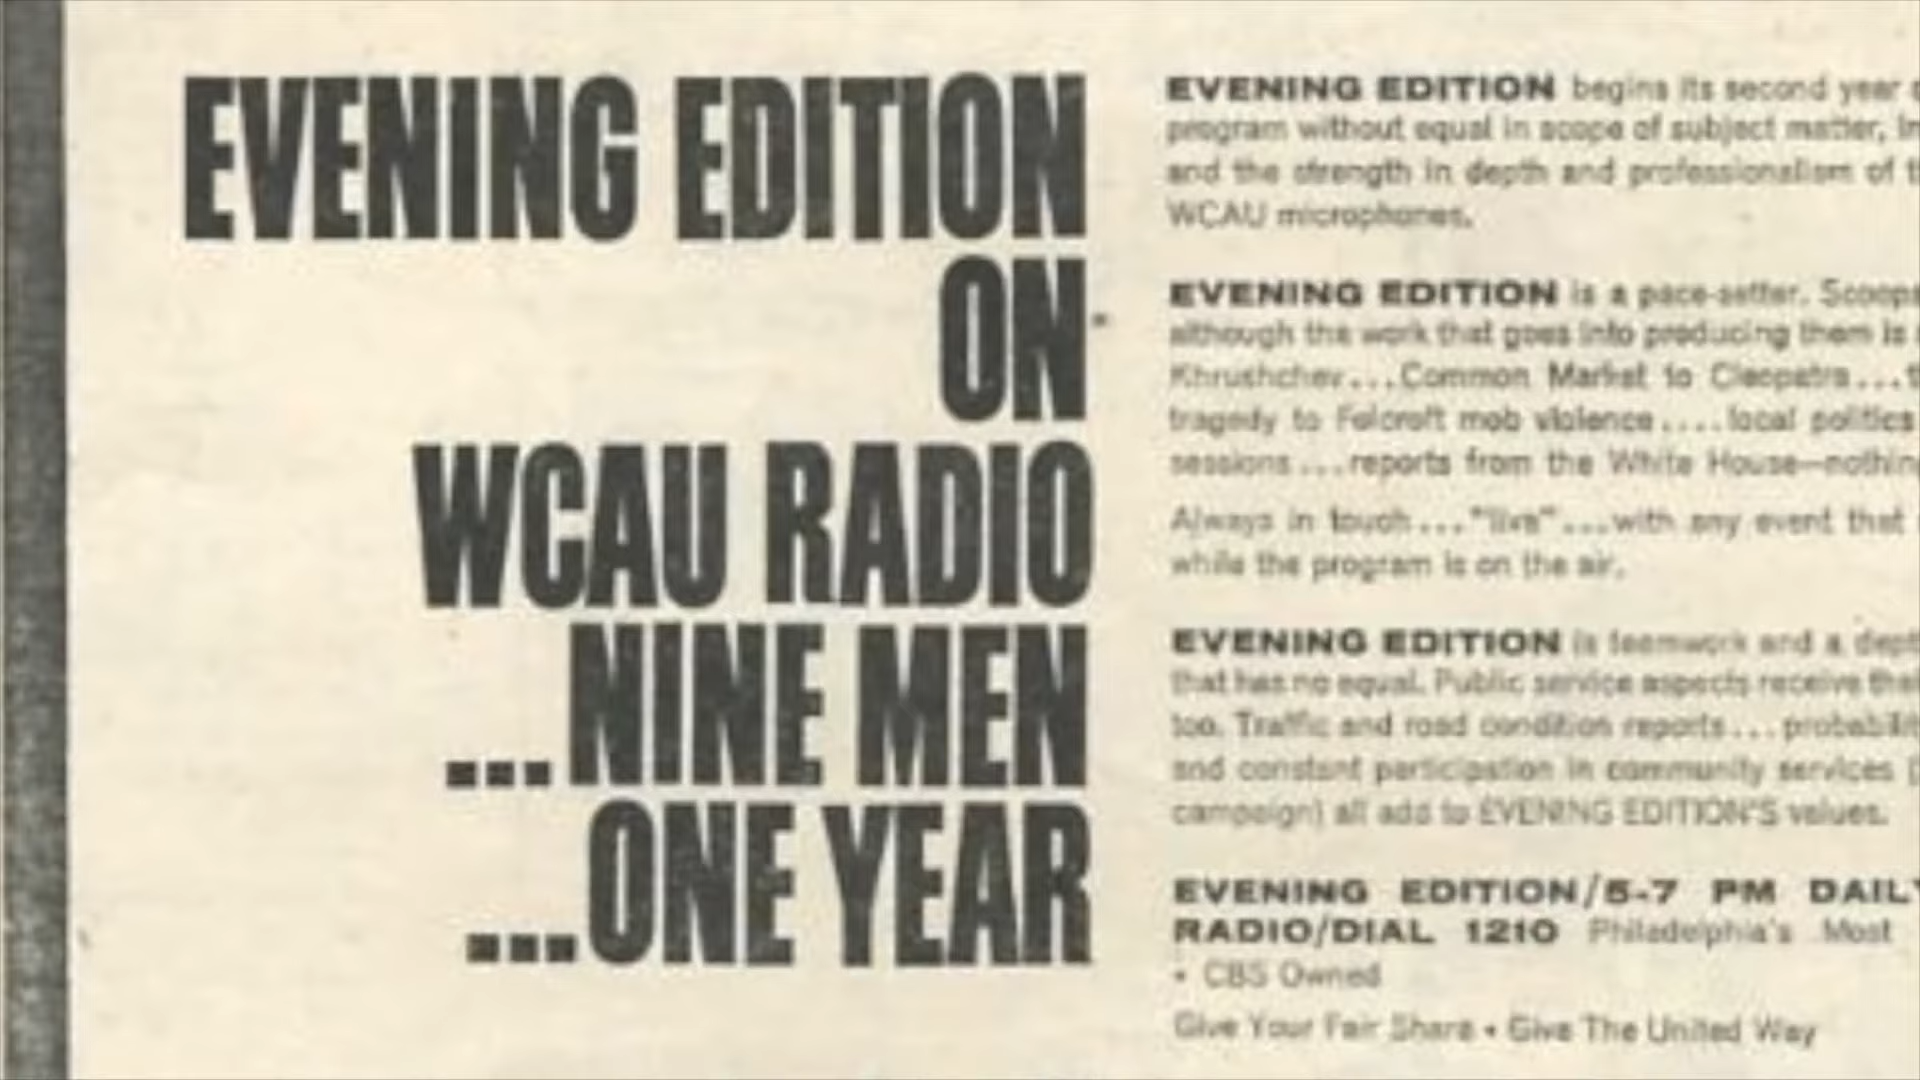 EVENING EDITION
ON
WCAU RADIO
...NINE MEN
...ONE YEAR
EVENING EDITION begins its second year
program without equal in scope of subject matter,
and the strength in depth and professionalism of
WCAU microphones.
EVENING EDITION is a pace-setter. Scoops
although the work that goes into producing them is
Khrushchev...Common Market to Cleopatra...
tragedy to Folcroft mob violence....local politics
sessions...reports from the White House—nothing
Always in touch..."live"...with any event that
while the program is on the air.
EVENING EDITION is teamwork and a
that has no equal. Public service aspects receive
too. Traffic and road condition reports...
and constant participation in community services
campaign) all add to EVENING EDITION'S values.
EVENING EDITION/5-7 PM DAILY
RADIO/DIAL 1210 Philadelphia's Most
• CBS Owned
Give Your Fair Share • Give The United Way